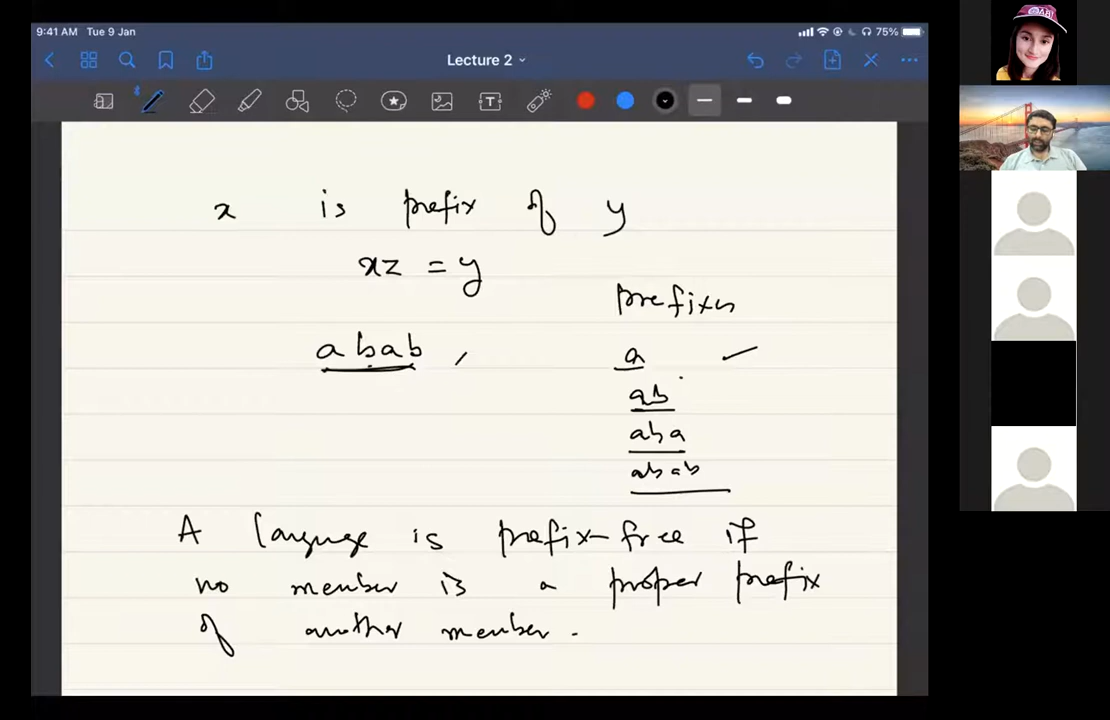 9:41 AM Tue 9 Jan
75%
Lecture 2
T
x is prefix of y
xz = y
prefixes
abab ,
a
ab
aba
abab
A language is prefix-free if
no member is a proper prefix
of another member.